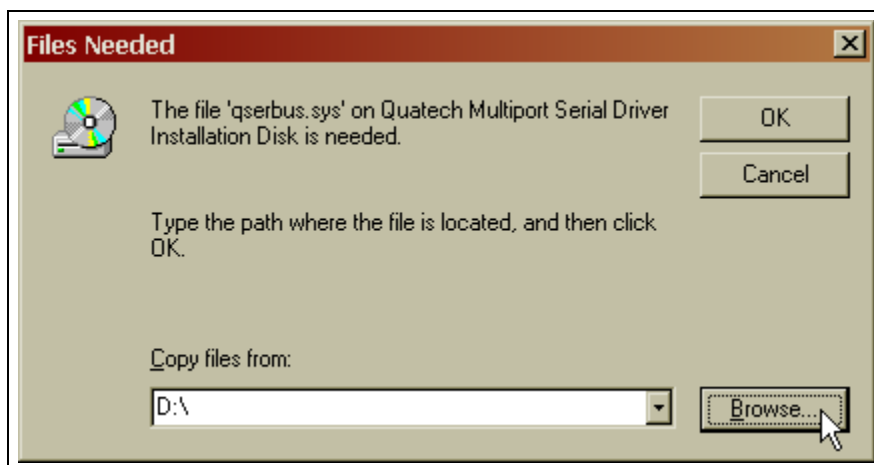 Files Needed
The file 'qserbus.sys' on Quatech Multiport Serial Driver
Installation Disk is needed.
OK
Cancel
Type the path where the file is located, and then click
OK.
Copy files from:
D:\
Browse...